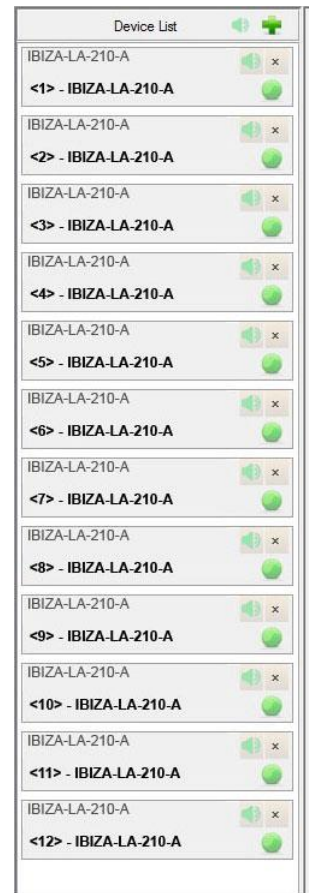 Device List
IBIZA-LA-210-A
<1> - IBIZA-LA-210-A
IBIZA-LA-210-A
<2> - IBIZA-LA-210-A
IBIZA-LA-210-A
<3> - IBIZA-LA-210-A
IBIZA-LA-210-A
<4> - IBIZA-LA-210-A
IBIZA-LA-210-A
<5> - IBIZA-LA-210-A
IBIZA-LA-210-A
<6> - IBIZA-LA-210-A
IBIZA-LA-210-A
<7> - IBIZA-LA-210-A
IBIZA-LA-210-A
<8> - IBIZA-LA-210-A
IBIZA-LA-210-A
<9> - IBIZA-LA-210-A
IBIZA-LA-210-A
<10> - IBIZA-LA-210-A
IBIZA-LA-210-A
<11> - IBIZA-LA-210-A
IBIZA-LA-210-A
<12> - IBIZA-LA-210-A